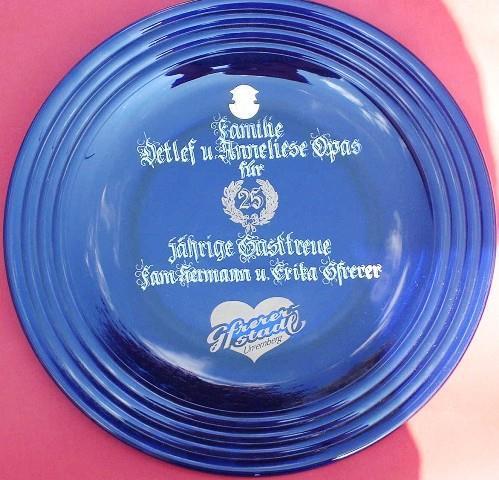 Familie
Detlef u. Anneliese Opas
für
25
jährige Gasttreue
Fam. Hermann u. Erika Gfrerer
Gfrerer-
stadl